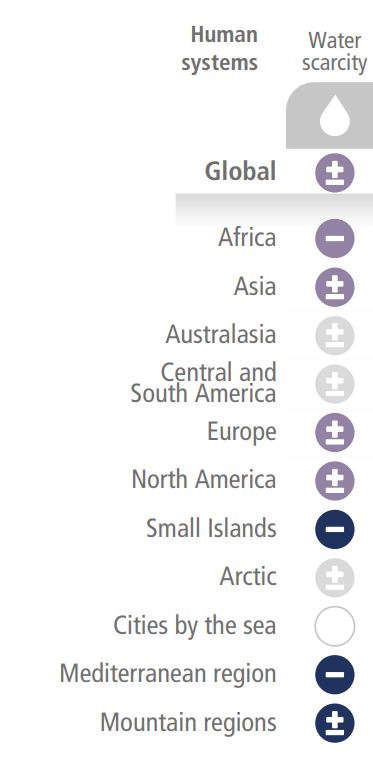 Human systems
Water scarcity
Global ±
Africa −
Asia ±
Australasia ±
Central and South America ±
Europe ±
North America ±
Small Islands −
Arctic ±
Cities by the sea
Mediterranean region −
Mountain regions ±